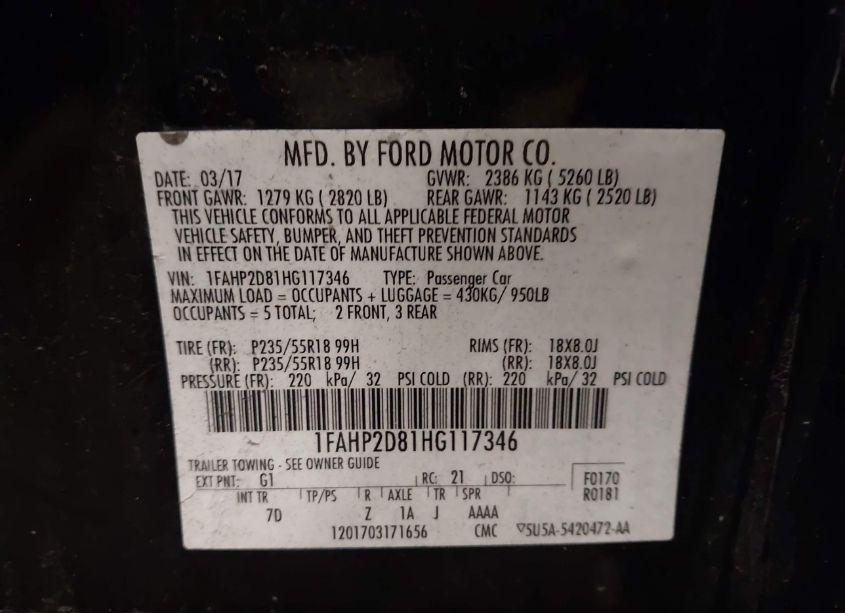 MFD. BY FORD MOTOR CO.
DATE: 03/17 GVWR: 2386 KG ( 5260 LB)
FRONT GAWR: 1279 KG ( 2820 LB) REAR GAWR: 1143 KG ( 2520 LB)
THIS VEHICLE CONFORMS TO ALL APPLICABLE FEDERAL MOTOR
VEHICLE SAFETY, BUMPER, AND THEFT PREVENTION STANDARDS
IN EFFECT ON THE DATE OF MANUFACTURE SHOWN ABOVE.
VIN: 1FAHP2D81HG117346 TYPE: Passenger Car
MAXIMUM LOAD = OCCUPANTS + LUGGAGE = 430KG/ 950LB
OCCUPANTS = 5 TOTAL; 2 FRONT, 3 REAR
TIRE (FR): P235/55R18 99H RIMS (FR): 18X8.0J
(RR): P235/55R18 99H (RR): 18X8.0J
PRESSURE (FR): 220 kPa/ 32 PSI COLD (RR): 220 kPa/ 32 PSI COLD
1FAHP2D81HG117346
TRAILER TOWING - SEE OWNER GUIDE
EXT PNT: G1 RC: 21 DSO: F0170
INT TR TP/PS R AXLE TR SPR R0181
7D Z 1A J AAAA
1201703171656 CMC 5U5A-5420472-AA